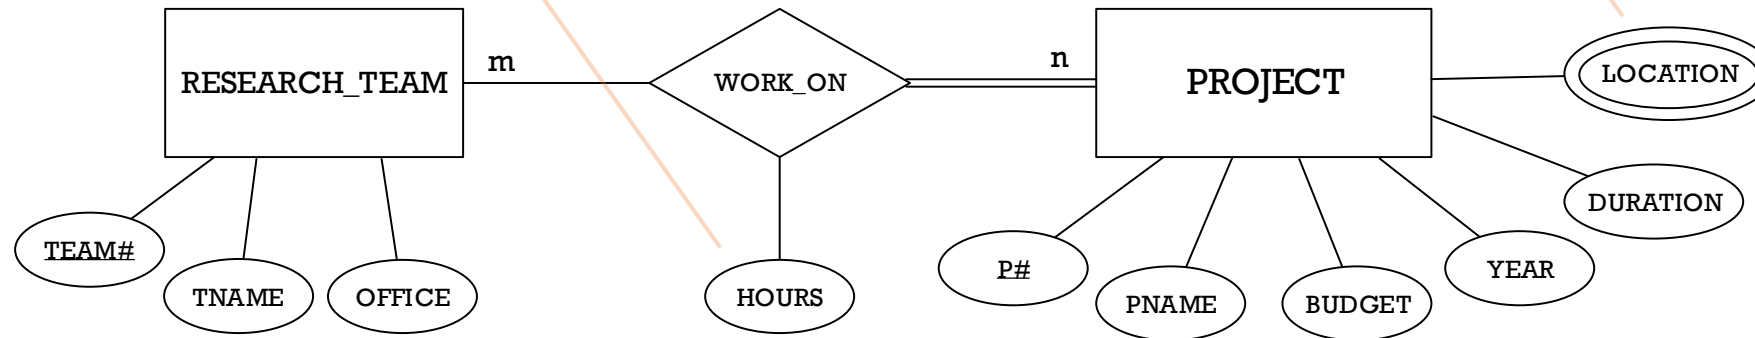 RESEARCH_TEAM
m
WORK_ON
n
PROJECT
LOCATION
DURATION
TEAM#
TNAME
OFFICE
HOURS
P#
PNAME
BUDGET
YEAR